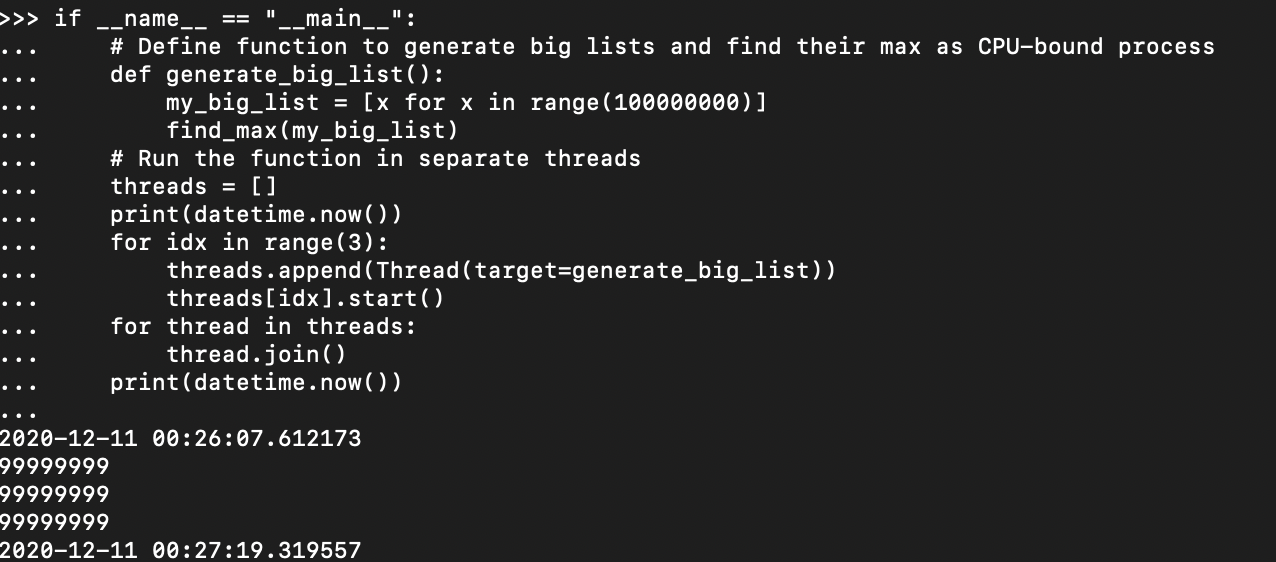 >>> if __name__ == "__main__":
...     # Define function to generate big lists and find their max as CPU-bound process
...     def generate_big_list():
...         my_big_list = [x for x in range(100000000)]
...         find_max(my_big_list)
...     # Run the function in separate threads
...     threads = []
...     print(datetime.now())
...     for idx in range(3):
...         threads.append(Thread(target=generate_big_list))
...         threads[idx].start()
...     for thread in threads:
...         thread.join()
...     print(datetime.now())
...
2020-12-11 00:26:07.612173
99999999
99999999
99999999
2020-12-11 00:27:19.319557